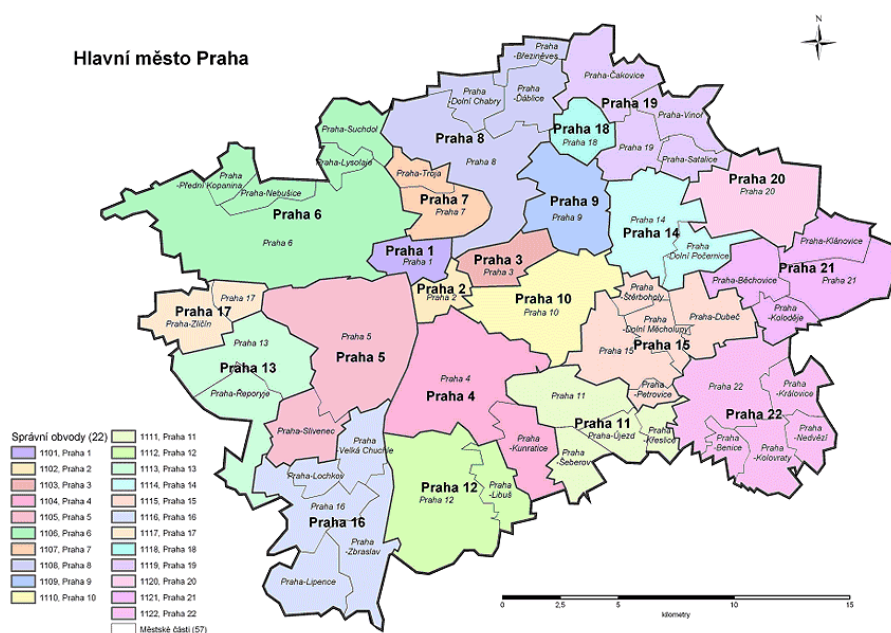 N
Hlavní město Praha
Praha
-Březiněves
Praha-Čakovice
Praha
-Dolní Chabry
Praha
-Ďáblice
Praha 19
Praha-Vinoř
Praha-Suchdol
Praha 8
Praha 18
Praha 18
Praha 19
Praha-Lysolaje
Praha 8
Praha-Satalice
Praha
-Přední Kopanina
Praha-Troja
Praha-Nebušice
Praha 7
Praha 7
Praha 9
Praha 9
Praha 20
Praha 20
Praha 6
Praha 6
Praha 14
Praha 14
Praha 1
Praha 1
Praha 3
Praha 3
Praha
-Dolní Počernice
Praha-Klánovice
Praha 21
Praha 21
Praha 2
Praha 2
Praha-Běchovice
Praha 17
Praha 17
Praha-Zličín
Praha 10
Praha 10
Praha
-Štěrboholy
Praha
-Koloděje
Praha-Dubeč
Praha
-Dolní Měcholupy
Praha 15
Praha 15
Praha 5
Praha 5
Praha 13
Praha 13
Praha-Řeporyje
Praha 4
Praha 4
Praha 11
Praha-Petrovice
Praha 22
Praha
-Královice
Praha 11
Praha-Újezd
Praha
-Křeslice
Praha 22
Praha
-Nedvězí
Praha
-Benice
Praha
-Kolovraty
Praha-Slivenec
Praha
-Velká Chuchle
Praha
-Kunratice
Praha
-Šeberov
Praha-Lochkov
Praha 12
Praha 12
Praha
-Libuš
Praha 16
Praha 16
Praha
-Zbraslav
Praha-Lipence
Správní obvody (22)
1101, Praha 1
1102, Praha 2
1103, Praha 3
1104, Praha 4
1105, Praha 5
1106, Praha 6
1107, Praha 7
1108, Praha 8
1109, Praha 9
1110, Praha 10
1111, Praha 11
1112, Praha 12
1113, Praha 13
1114, Praha 14
1115, Praha 15
1116, Praha 16
1117, Praha 17
1118, Praha 18
1119, Praha 19
1120, Praha 20
1121, Praha 21
1122, Praha 22
Městské části (57)
0 2,5 5 10 15
kilometry